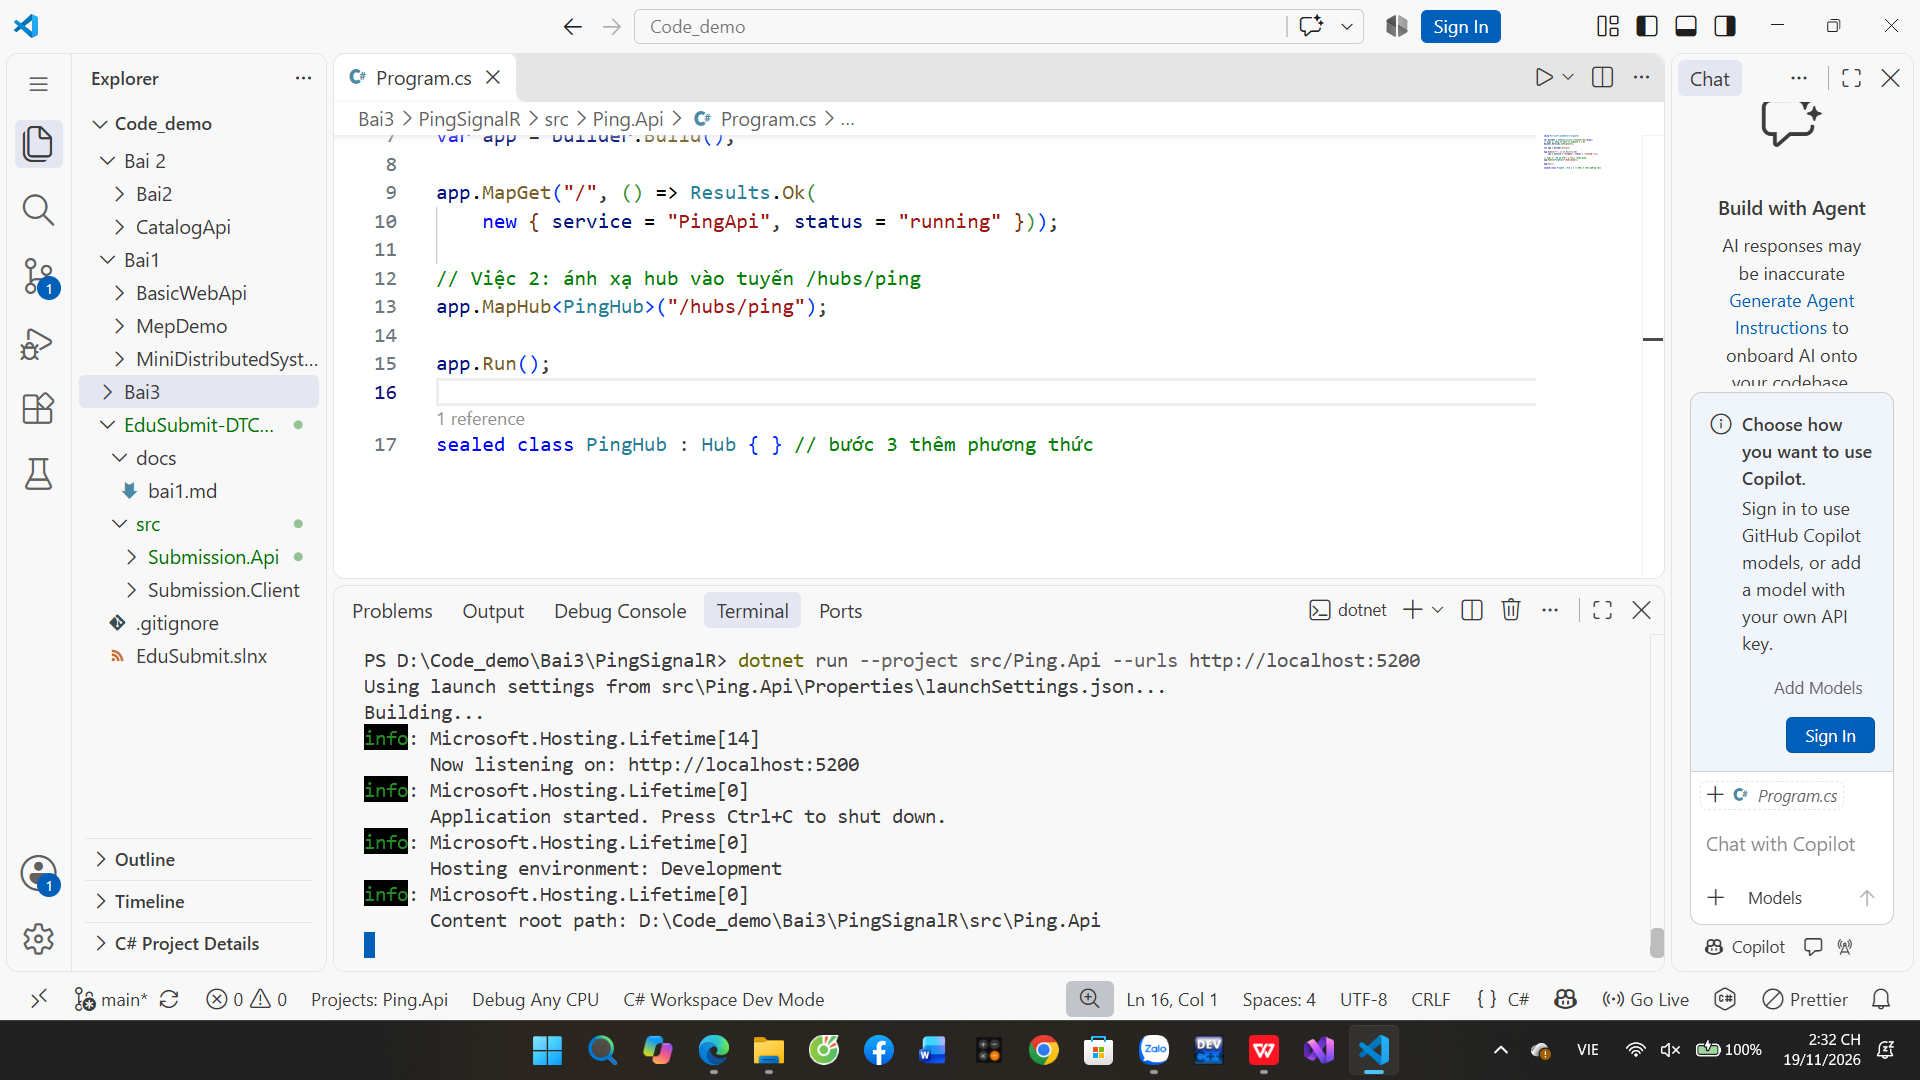 Code_demo
Sign In
Explorer
Code_demo
Bai 2
Bai2
CatalogApi
Bai1
BasicWebApi
MepDemo
MiniDistributedSyst...
Bai3
EduSubmit-DTC...
docs
bai1.md
src
Submission.Api
Submission.Client
.gitignore
EduSubmit.slnx
Outline
Timeline
C# Project Details
1
1
Program.cs
Bai3 > PingSignalR > src > Ping.Api > Program.cs > ...
7 var app = builder.Build();
8
9 app.MapGet("/", () => Results.Ok(
10 new { service = "PingApi", status = "running" }));
11
12 // Việc 2: ánh xạ hub vào tuyến /hubs/ping
13 app.MapHub<PingHub>("/hubs/ping");
14
15 app.Run();
16
1 reference
17 sealed class PingHub : Hub { } // bước 3 thêm phương thức
Problems Output Debug Console Terminal Ports
dotnet
PS D:\Code_demo\Bai3\PingSignalR> dotnet run --project src/Ping.Api --urls http://localhost:5200
Using launch settings from src\Ping.Api\Properties\launchSettings.json...
Building...
info: Microsoft.Hosting.Lifetime[14]
Now listening on: http://localhost:5200
info: Microsoft.Hosting.Lifetime[0]
Application started. Press Ctrl+C to shut down.
info: Microsoft.Hosting.Lifetime[0]
Hosting environment: Development
info: Microsoft.Hosting.Lifetime[0]
Content root path: D:\Code_demo\Bai3\PingSignalR\src\Ping.Api
Chat
Build with Agent
AI responses may
be inaccurate
Generate Agent
Instructions to
onboard AI onto
your codebase
Choose how
you want to use
Copilot.
Sign in to use
GitHub Copilot
models, or add
a model with
your own API
key.
Add Models
Sign In
Program.cs
Chat with Copilot
Models
Copilot
main* 0 0 Projects: Ping.Api Debug Any CPU C# Workspace Dev Mode
Ln 16, Col 1 Spaces: 4 UTF-8 CRLF { } C# Go Live Prettier
Zalo
DEV
VIE
100%
2:32 CH
19/11/2026